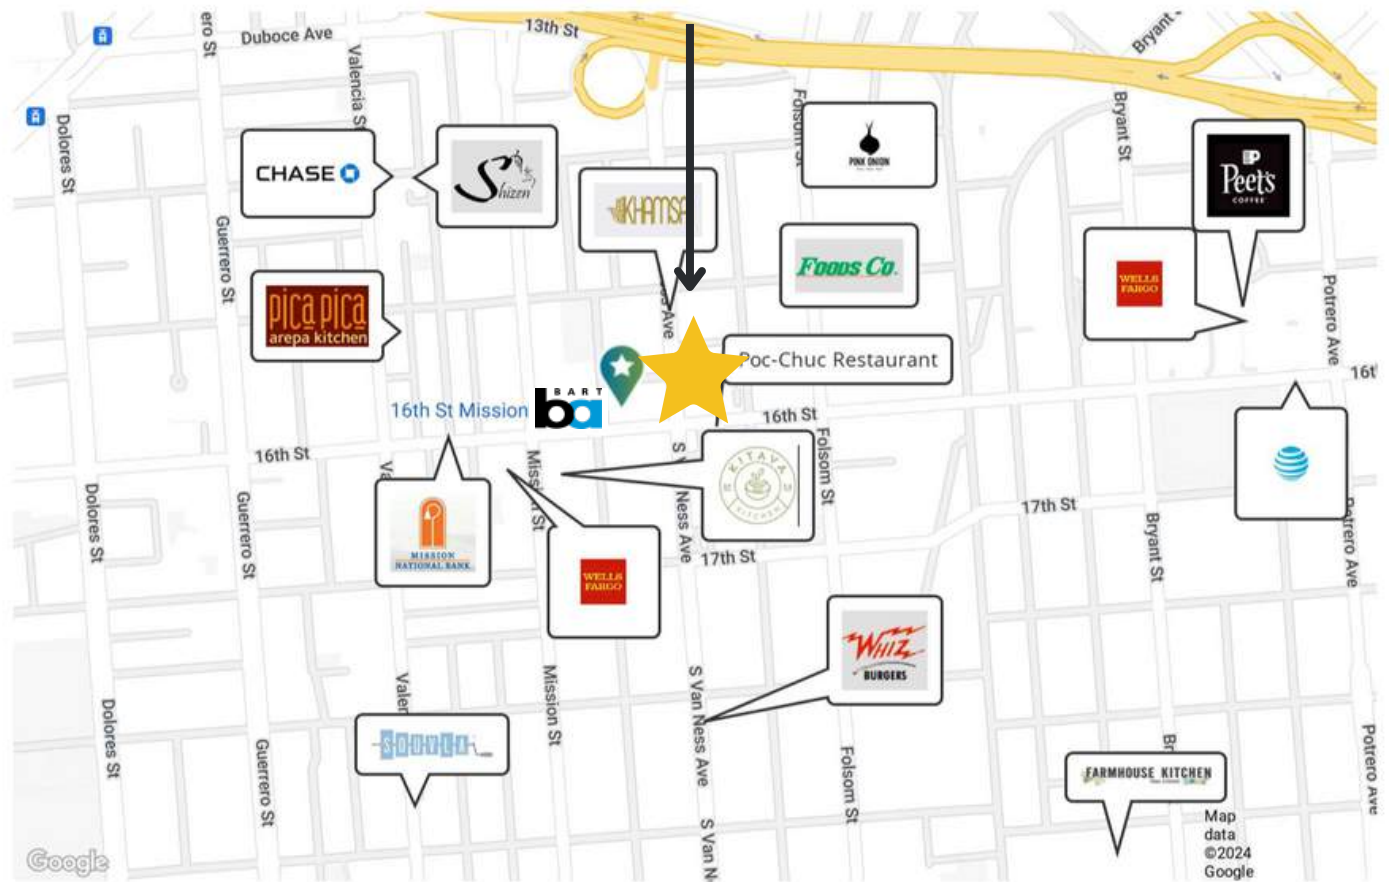 ero St
Duboce Ave
Valencia St
13th St
Bryant
Dolores St
Folsom St
Bryant St
CHASE
Shizen
PINK ONION
Peet's
COFFEE
KHAMSA
Guerrero St
FOODS CO.
WELLS
FARGO
pica pica
arepa kitchen
Ness Ave
Potrero Ave
Poc-Chuc Restaurant
BART
ba
16th St Mission
16th St
16t
16th St
Folsom St
KITAVA
KITCHEN
Mission St
S V
Ness Ave
Va
MISSION
NATIONAL BANK
Dolores St
Guerrero St
17th St
Bryant St
Potrero Ave
17th St
WELLS
FARGO
WHIZ
BURGERS
Valen
Mission St
S Van Ness Ave
Dolores St
SOUVLA
Guerrero St
Folsom St
Br
Potrero Ave
FARMHOUSE KITCHEN
S Van N
Map
data
©2024
Google
Google